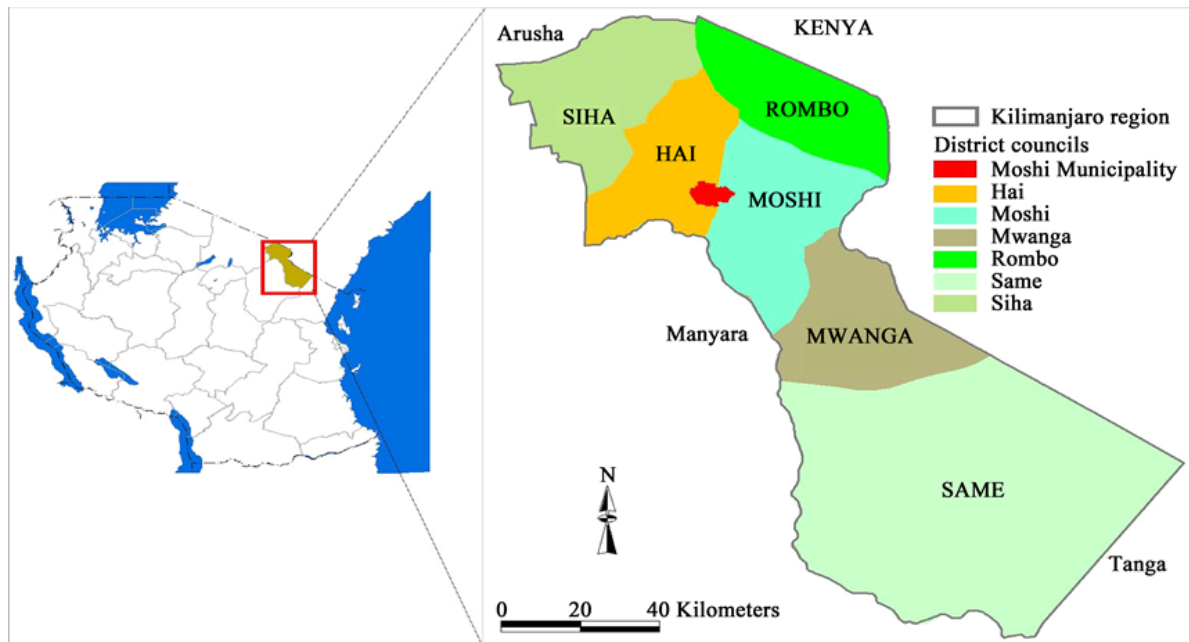 Arusha
KENYA
SIHA
ROMBO
HAI
MOSHI
Manyara
MWANGA
SAME
Tanga
Kilimanjaro region
District councils
Moshi Municipality
Hai
Moshi
Mwanga
Rombo
Same
Siha
N
0 20 40 Kilometers